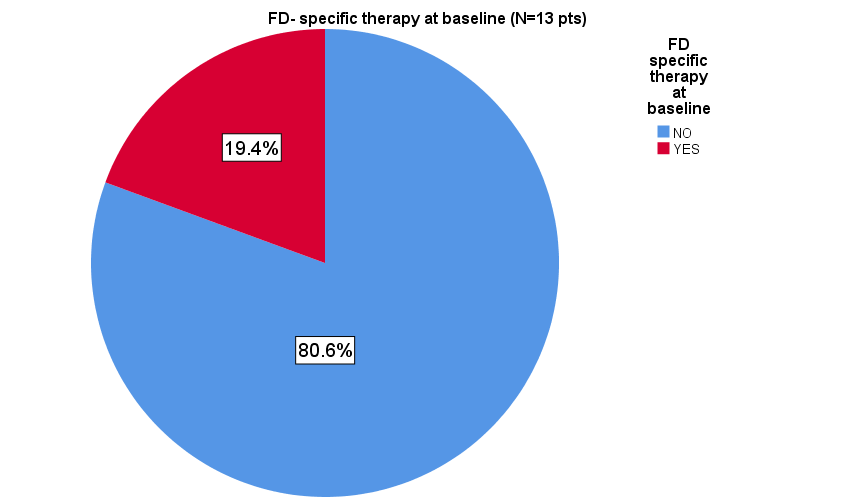 FD- specific therapy at baseline (N=13 pts)
FD
specific
therapy
at
baseline
NO
YES
19.4%
80.6%